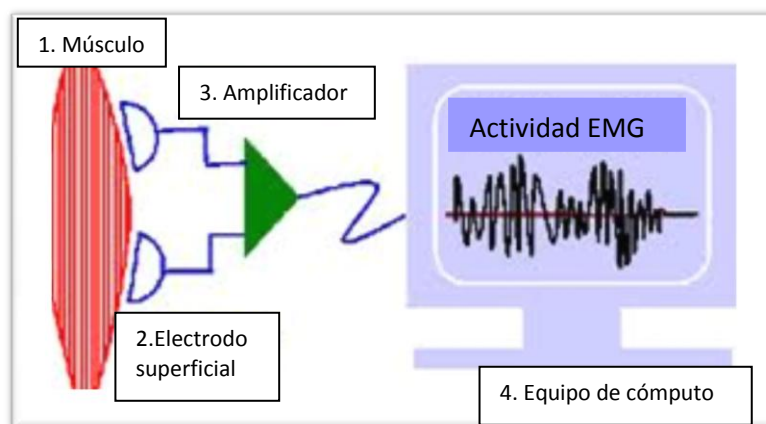 1. Músculo
3. Amplificador
Actividad EMG
2.Electrodo
superficial
4. Equipo de cómputo